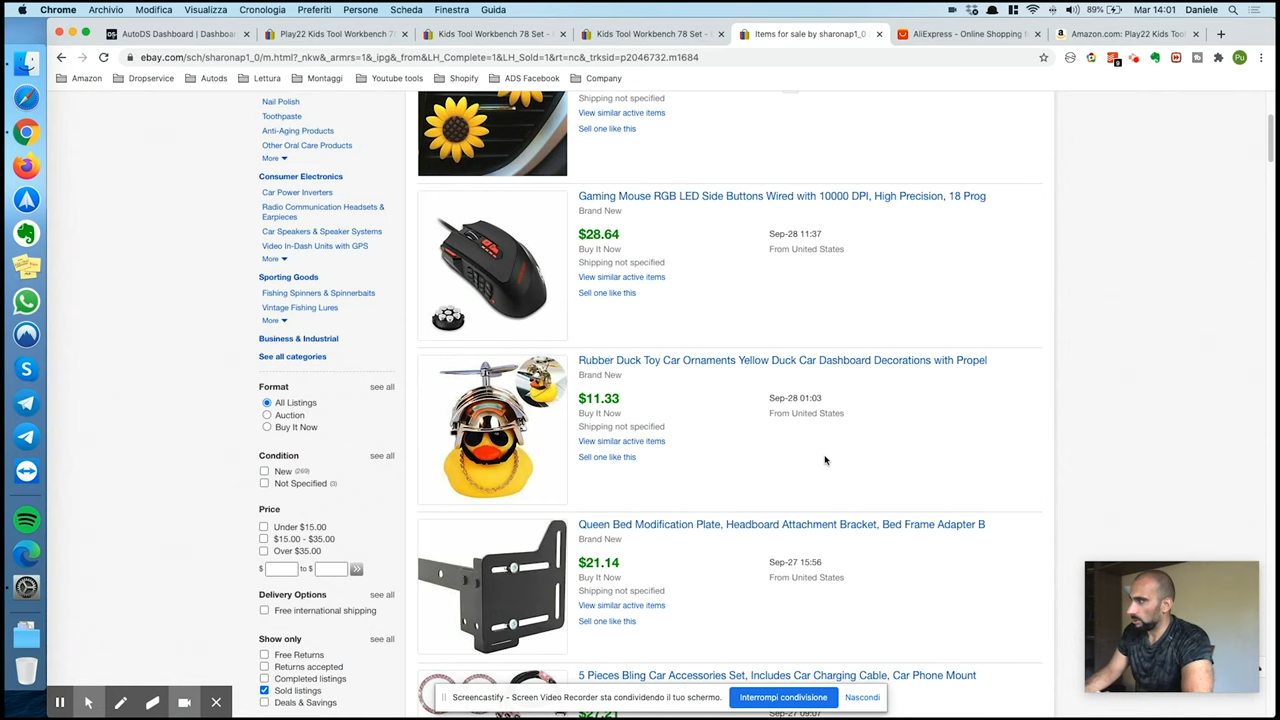 Chrome Archivio Modifica Visualizza Cronologia Preferiti Persone Scheda Finestra Guida 89% Mar 14:01 Daniele
AutoDS Dashboard | Dashboa
Play22 Kids Tool Workbench 7
Kids Tool Workbench 78 Set -
Kids Tool Workbench 78 Set -
Items for sale by sharonap1_0
AliExpress - Online Shopping f
Amazon.com: Play22 Kids Too
ebay.com/sch/sharonap1_0/m.html?_nkw&_armrs=1&_ipg&_from&LH_Complete=1&LH_Sold=1&rt=nc&_trksid=p2046732.m1684
Amazon Dropservice Autods Lettura Montaggi Youtube tools Shopify ADS Facebook Company
Nail Polish
Toothpaste
Anti-Aging Products
Other Oral Care Products
More
Consumer Electronics
Car Power Inverters
Radio Communication Headsets &
Earpieces
Car Speakers & Speaker Systems
Video In-Dash Units with GPS
More
Sporting Goods
Fishing Spinners & Spinnerbaits
Vintage Fishing Lures
More
Business & Industrial
See all categories
Format see all
All Listings
Auction
Buy It Now
Condition see all
New (269)
Not Specified (3)
Price
Under $15.00
$15.00 - $35.00
Over $35.00
$ to $
Delivery Options see all
Free international shipping
Show only see all
Free Returns
Returns accepted
Completed listings
Sold listings
Deals & Savings
Shipping not specified
View similar active items
Sell one like this
Gaming Mouse RGB LED Side Buttons Wired with 10000 DPI, High Precision, 18 Prog
Brand New
$28.64 Sep-28 11:37
Buy It Now From United States
Shipping not specified
View similar active items
Sell one like this
Rubber Duck Toy Car Ornaments Yellow Duck Car Dashboard Decorations with Propel
Brand New
$11.33 Sep-28 01:03
Buy It Now From United States
Shipping not specified
View similar active items
Sell one like this
Queen Bed Modification Plate, Headboard Attachment Bracket, Bed Frame Adapter B
Brand New
$21.14 Sep-27 15:56
Buy It Now From United States
Shipping not specified
View similar active items
Sell one like this
5 Pieces Bling Car Accessories Set, Includes Car Charging Cable, Car Phone Mount
$27.21 Sep-27 09:07
Screencastify - Screen Video Recorder sta condividendo il tuo schermo. Interrompi condivisione Nascondi